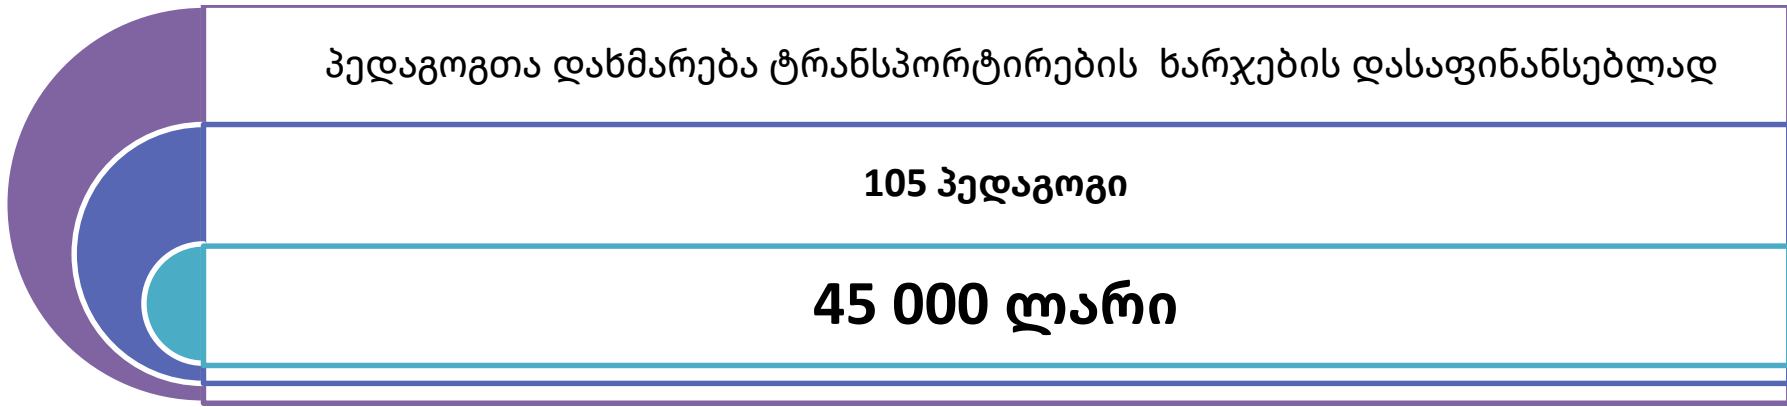 პედაგოგთა დახმარება ტრანსპორტირების ხარჯების დასაფინანსებლად
105 პედაგოგი
45 000 ლარი